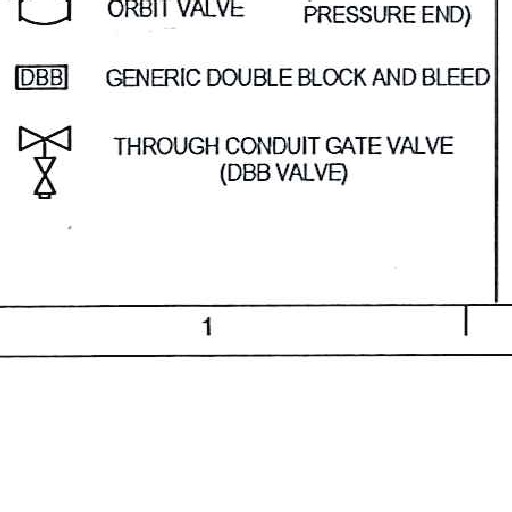 ORBIT VALVE
PRESSURE END)
DBB GENERIC DOUBLE BLOCK AND BLEED
THROUGH CONDUIT GATE VALVE
(DBB VALVE)
1